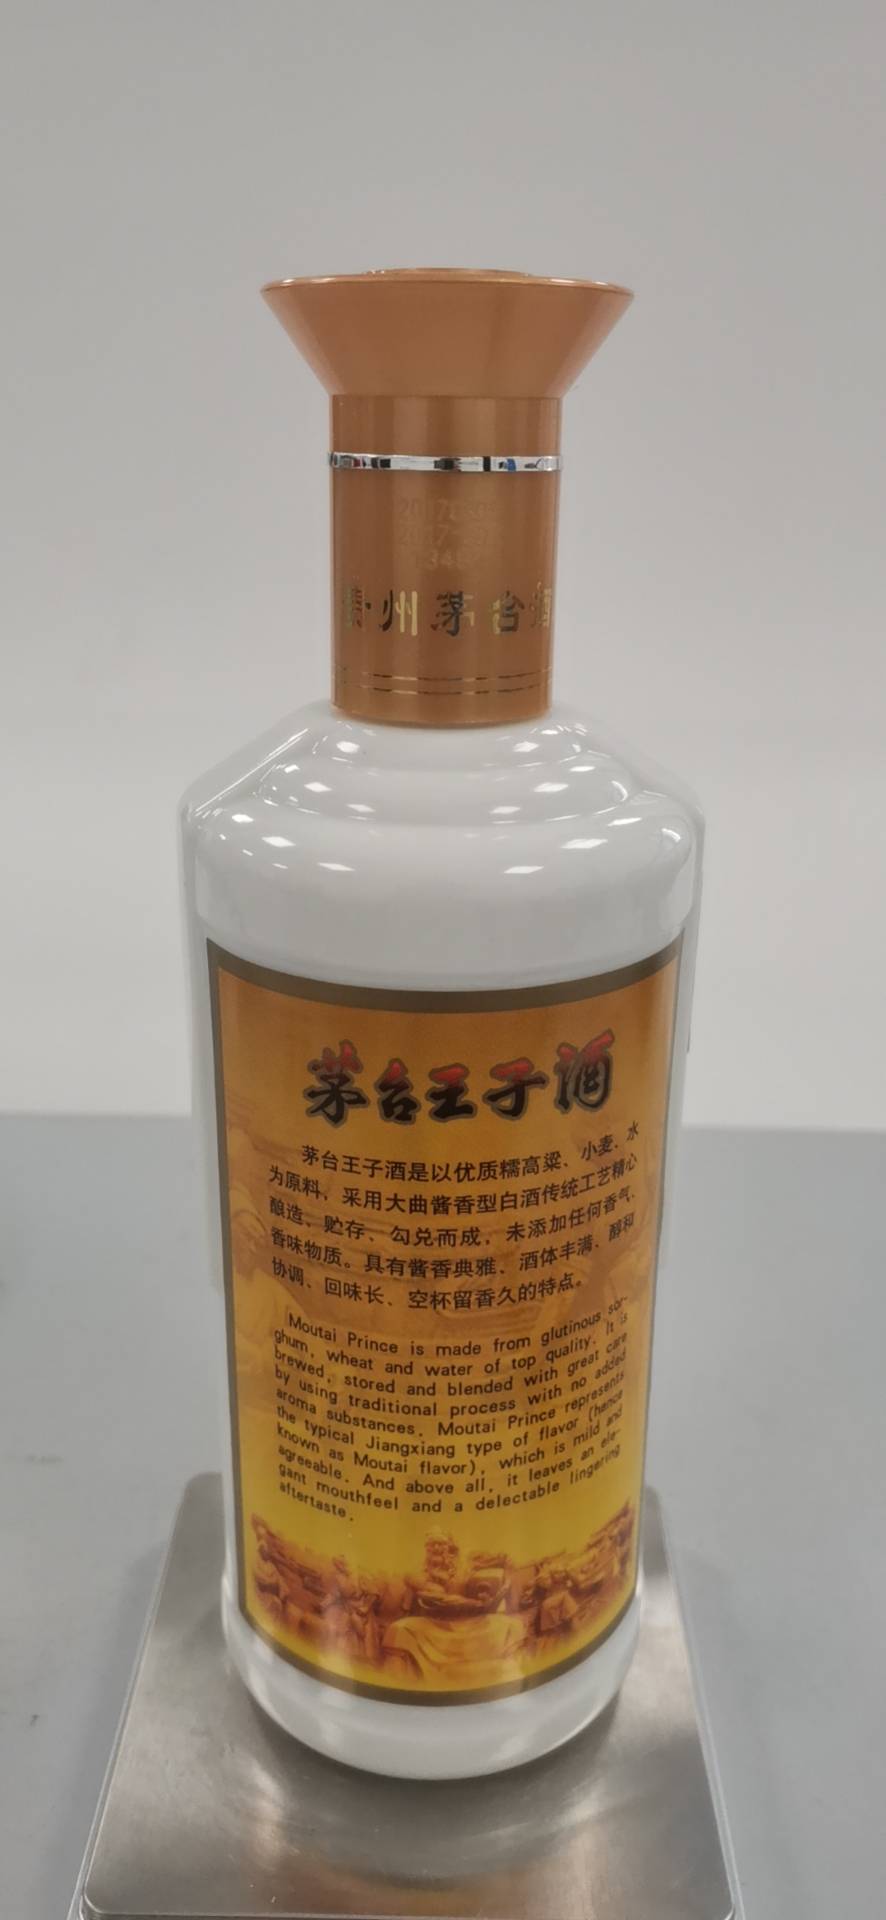 州茅台
茅台王子酒
茅台王子酒是以优质糯高粱、小麦、水
为原料，采用大曲酱香型白酒传统工艺精心
酿造、贮存、勾兑而成，未添加任何香气、
香味物质。具有酱香典雅、酒体丰满、醇和
协调、回味长、空杯留香久的特点。
Moutai Prince is made from glutinous sor-
ghum, wheat and water of top quality. It is
brewed, stored and blended with great care
by using traditional process with no added
aroma substances. Moutai Prince represents
the typical Jiangxiang type of flavor (hence
known as Moutai flavor), which is mild and
agreeable. And above all, it leaves an ele-
gant mouthfeel and a delectable lingering
aftertaste.